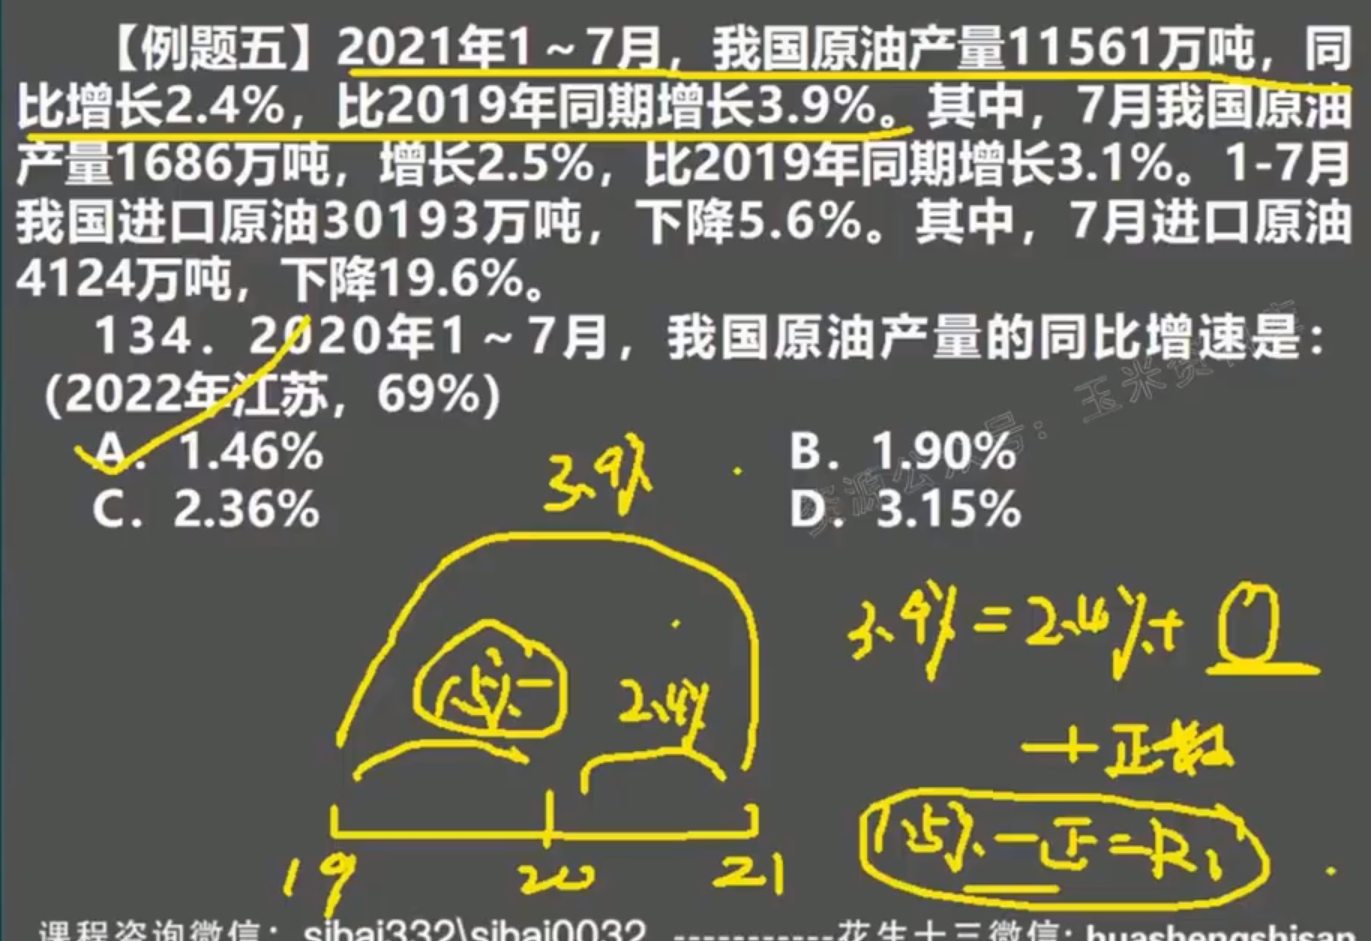 【例题五】2021年1～7月，我国原油产量11561万吨，同
比增长2.4%，比2019年同期增长3.9%。其中，7月我国原油
产量1686万吨，增长2.5%，比2019年同期增长3.1%。1-7月
我国进口原油30193万吨，下降5.6%。其中，7月进口原油
4124万吨，下降19.6%。
134．2020年1～7月，我国原油产量的同比增速是：
(2022年江苏，69%)
A．1.46%
B．1.90%
C．2.36%
D．3.15%
资源公众号：玉米资料库
3.9%
3.9%=2.4%+
1.5%-
2.4%
+正数
1.5%-正=R1
19 20 21
课程咨询微信：sibai332\sibai0032 -----------花生十三微信：huashengshisan